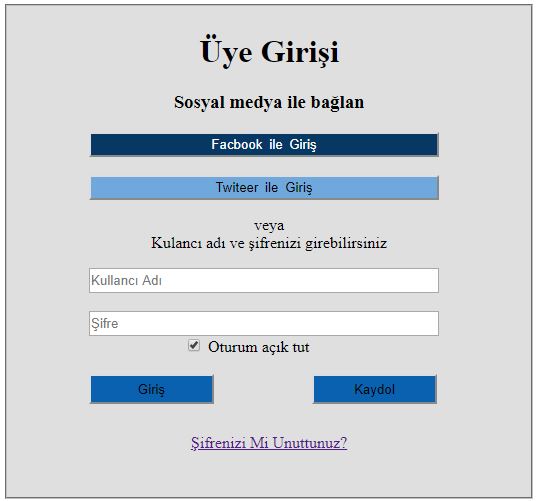 Üye Girişi
Sosyal medya ile bağlan
Facbook ile Giriş
Twiteer ile Giriş
veya
Kulancı adı ve şifrenizi girebilirsiniz
Kullancı Adı
Şifre
Oturum açık tut
Giriş Kaydol
Şifrenizi Mi Unuttunuz?